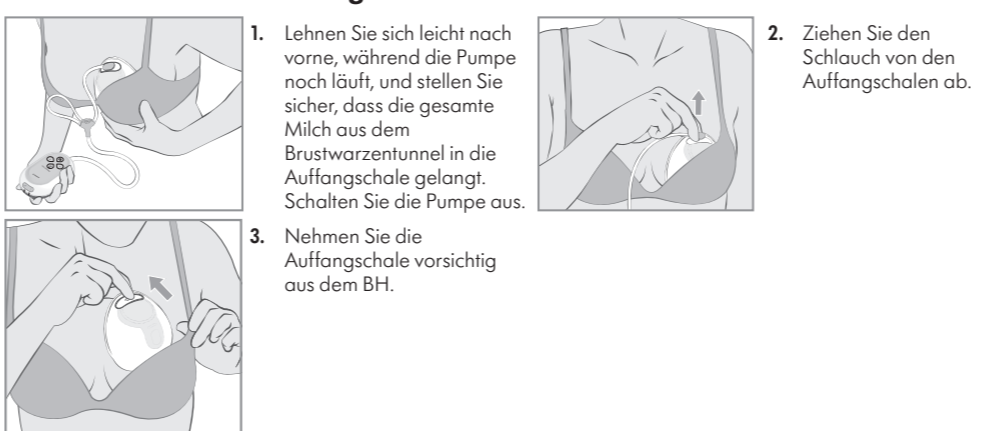 1. Lehnen Sie sich leicht nach
vorne, während die Pumpe
noch läuft, und stellen Sie
sicher, dass die gesamte
Milch aus dem
Brustwarzentunnel in die
Auffangschale gelangt.
Schalten Sie die Pumpe aus.
2. Ziehen Sie den
Schlauch von den
Auffangschalen ab.
3. Nehmen Sie die
Auffangschale vorsichtig
aus dem BH.